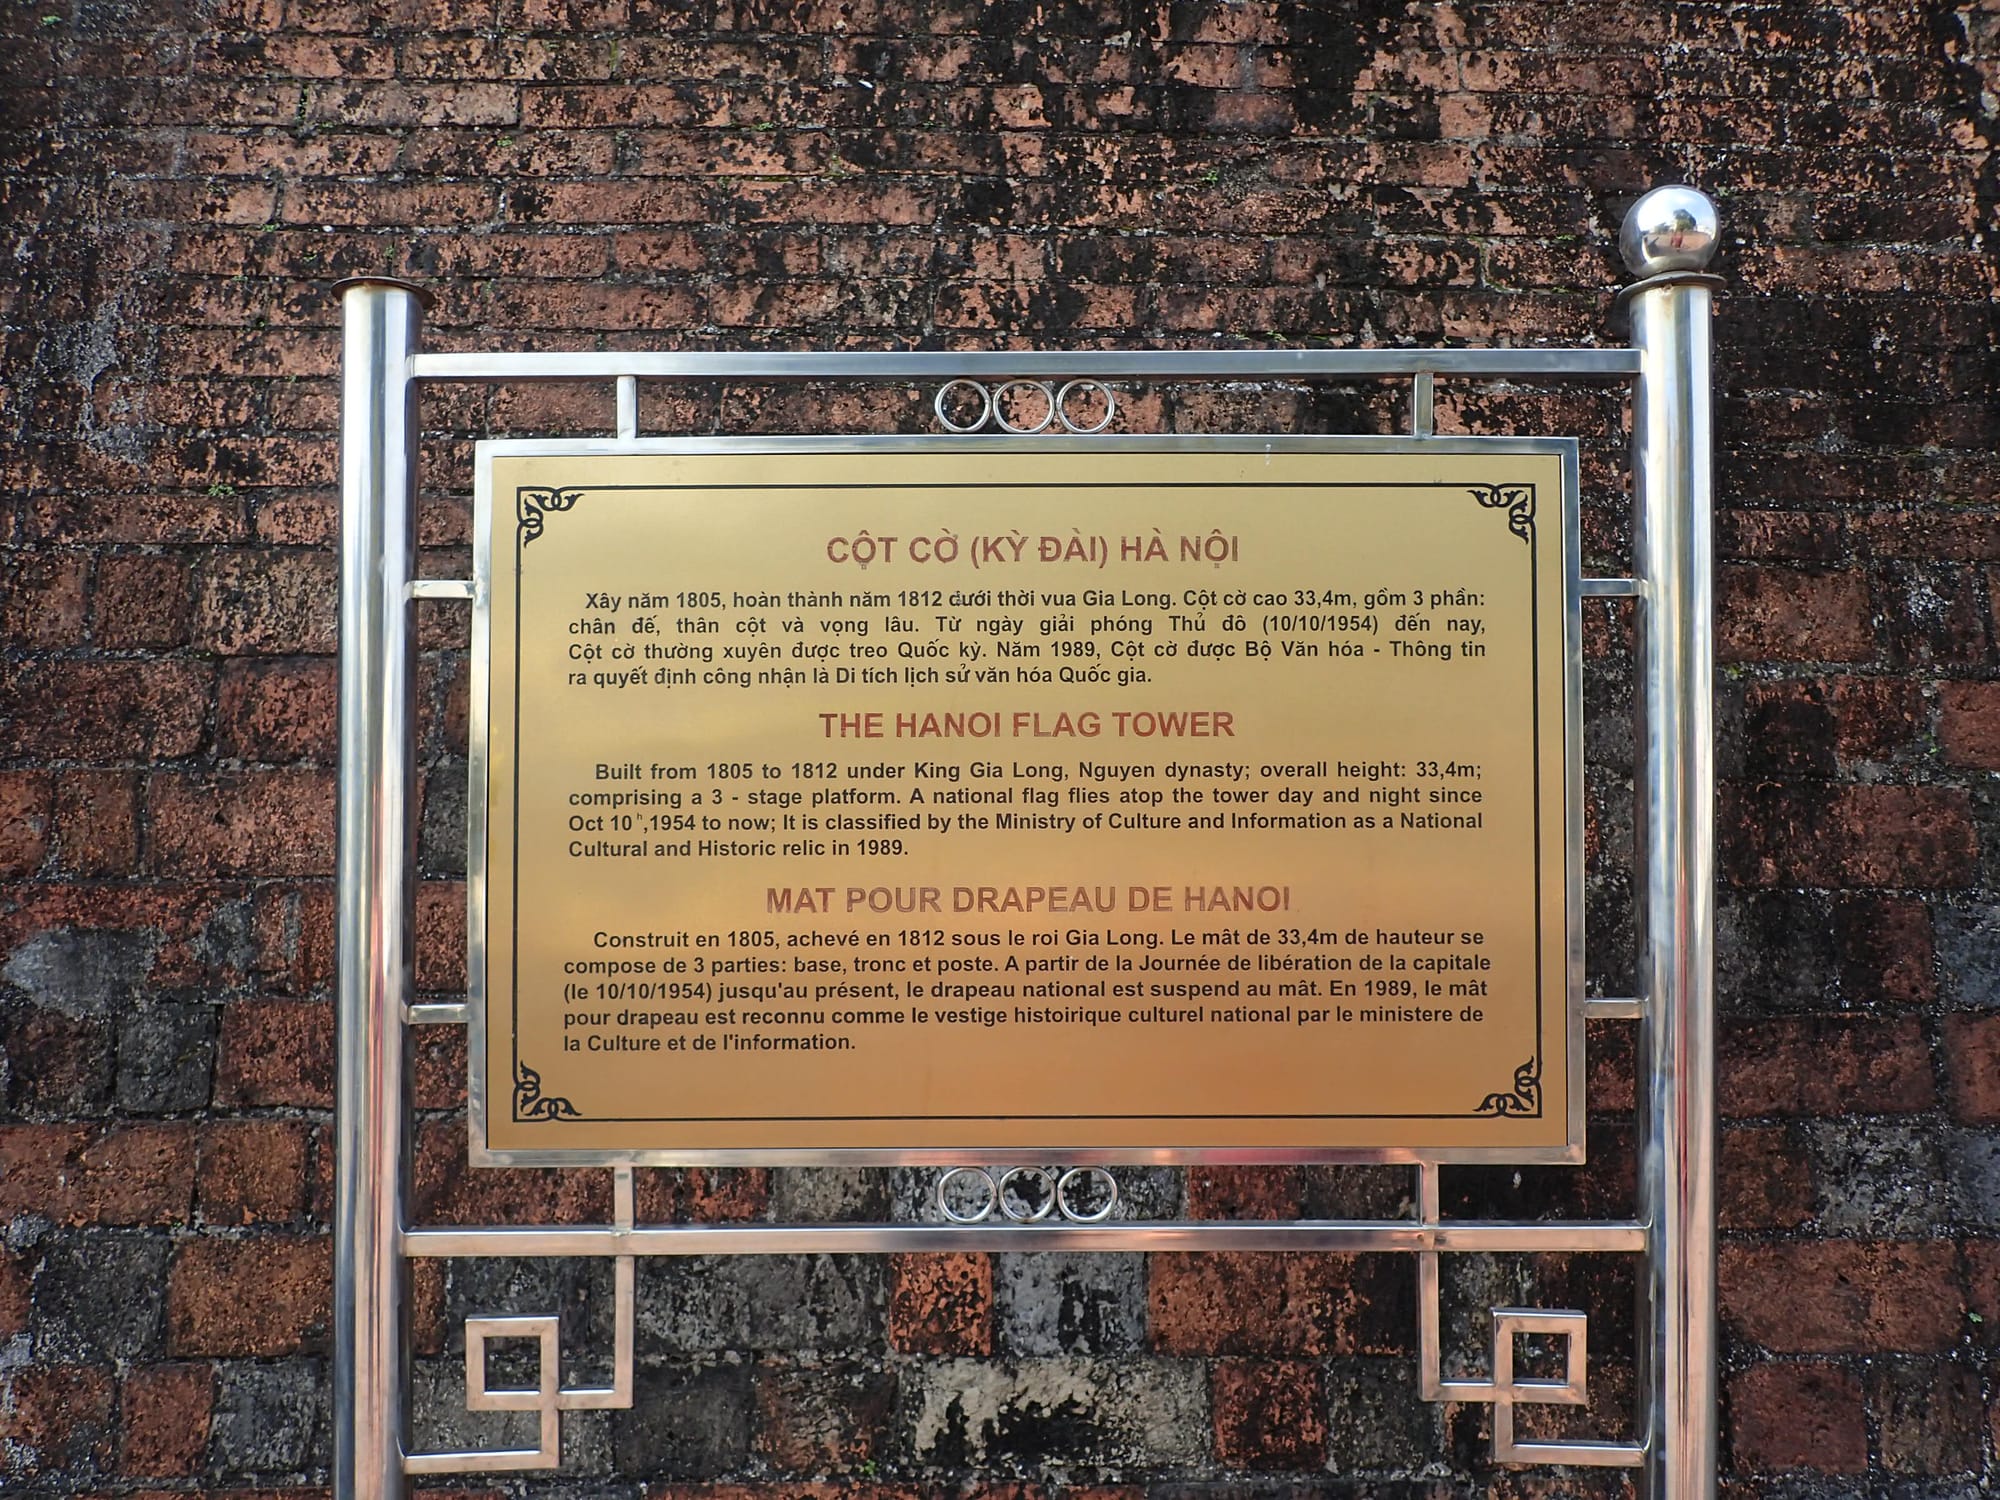 CỘT CỜ (KỲ ĐÀI) HÀ NỘI
Xây năm 1805, hoàn thành năm 1812 dưới thời vua Gia Long. Cột cờ cao 33,4m, gồm 3 phần:
chân đế, thân cột và vọng lâu. Từ ngày giải phóng Thủ đô (10/10/1954) đến nay,
Cột cờ thường xuyên được treo Quốc kỳ. Năm 1989, Cột cờ được Bộ Văn hóa - Thông tin
ra quyết định công nhận là Di tích lịch sử văn hóa Quốc gia.
THE HANOI FLAG TOWER
Built from 1805 to 1812 under King Gia Long, Nguyen dynasty; overall height: 33,4m;
comprising a 3 - stage platform. A national flag flies atop the tower day and night since
Oct 10 ʰ,1954 to now; It is classified by the Ministry of Culture and Information as a National
Cultural and Historic relic in 1989.
MAT POUR DRAPEAU DE HANOI
Construit en 1805, achevé en 1812 sous le roi Gia Long. Le mât de 33,4m de hauteur se
compose de 3 parties: base, tronc et poste. A partir de la Journée de libération de la capitale
(le 10/10/1954) jusqu'au présent, le drapeau national est suspend au mât. En 1989, le mât
pour drapeau est reconnu comme le vestige histoirique culturel national par le ministere de
la Culture et de l'information.